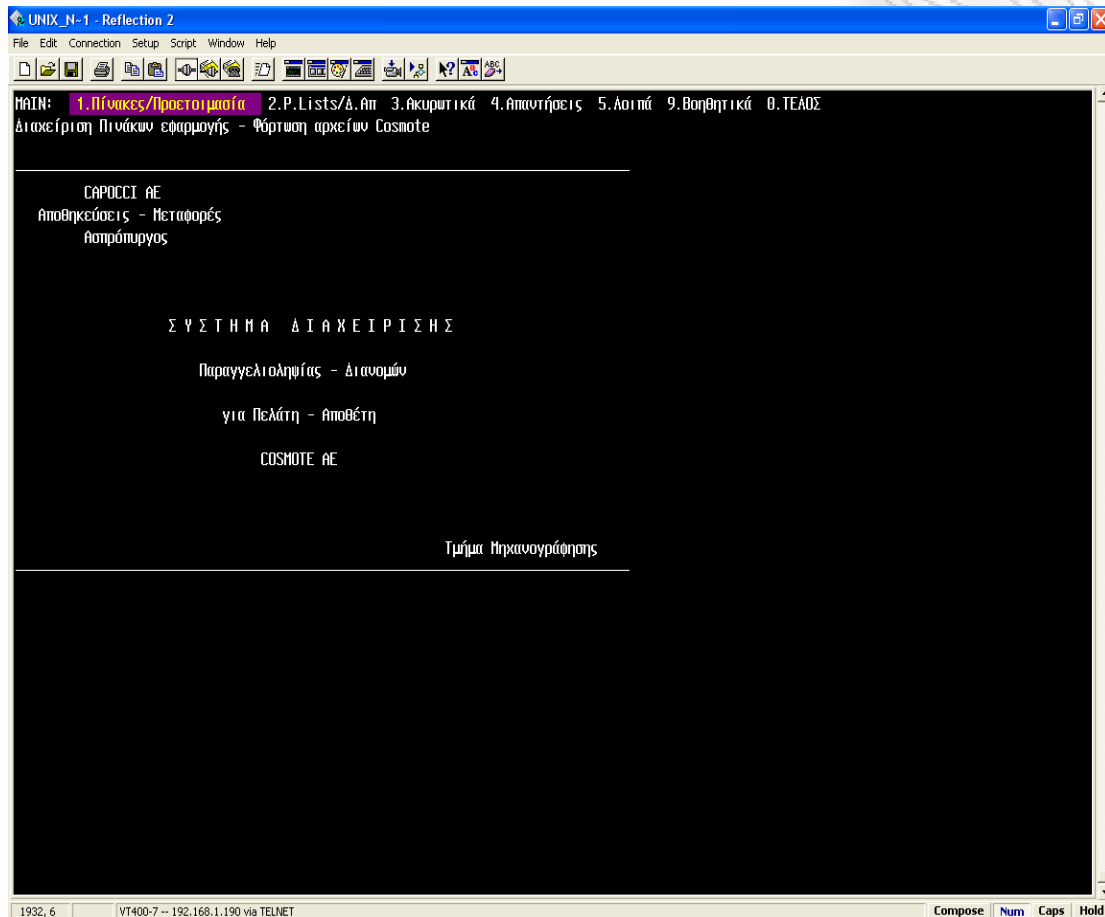 UNIX_N~1 - Reflection 2
File Edit Connection Setup Script Window Help
MAIN: 1.Πίνακες/Προετοιμασία 2.P.Lists/Δ.Απ 3.Ακυρωτικά 4.Απαντήσεις 5.Λοιπά 9.Βοηθητικά 0.ΤΕΛΟΣ
Διαχείριση Πινάκων εφαρμογής - Φόρτωση αρχείων Cosmote
CAPOCCI AE
Αποθηκεύσεις - Μεταφορές
Ασπρόπυργος
Σ Υ Σ Τ Η Μ Α Δ Ι Α Χ Ε Ι Ρ Ι Σ Η Σ
Παραγγελιοληψίας - Διανομών
για Πελάτη - Αποθέτη
COSMOTE AE
Τμήμα Μηχανογράφησης
1932, 6 VT400-7 -- 192.168.1.190 via TELNET Compose Num Caps Hold